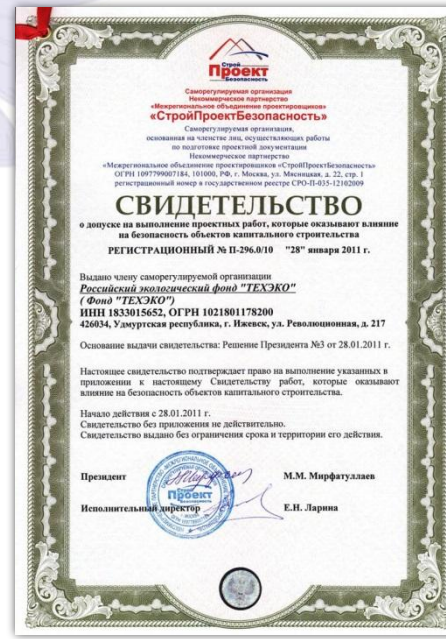 Строй
Проект
Безопасность
Саморегулируемая организация
Некоммерческое партнерство
«Межрегиональное объединение проектировщиков»
«СтройПроектБезопасность»
Саморегулируемая организация,
основанная на членстве лиц, осуществляющих работы
по подготовке проектной документации
Некоммерческое партнерство
«Межрегиональное объединение проектировщиков «СтройПроектБезопасность»
ОГРН 1097799007184, 101000, РФ, г. Москва, ул. Мясницкая, д. 22, стр. 1
регистрационный номер в государственном реестре СРО-П-035-12102009
СВИДЕТЕЛЬСТВО
о допуске на выполнение проектных работ, которые оказывают влияние
на безопасность объектов капитального строительства
РЕГИСТРАЦИОННЫЙ № П-296.0/10 "28" января 2011 г.
Выдано члену саморегулируемой организации
Российский экологический фонд "ТЕХЭКО"
( Фонд "ТЕХЭКО")
ИНН 1833015652, ОГРН 1021801178200
426034, Удмуртская республика, г. Ижевск, ул. Революционная, д. 217
Основание выдачи свидетельства: Решение Президента №3 от 28.01.2011 г.
Настоящее свидетельство подтверждает право на выполнение указанных в
приложении к настоящему Свидетельству работ, которые оказывают
влияние на безопасность объектов капитального строительства.
Начало действия с 28.01.2011 г.
Свидетельство без приложения не действительно.
Свидетельство выдано без ограничения срока и территории его действия.
Президент М.М. Мирфатуллаев
Проект
Исполнительный директор Е.Н. Ларина